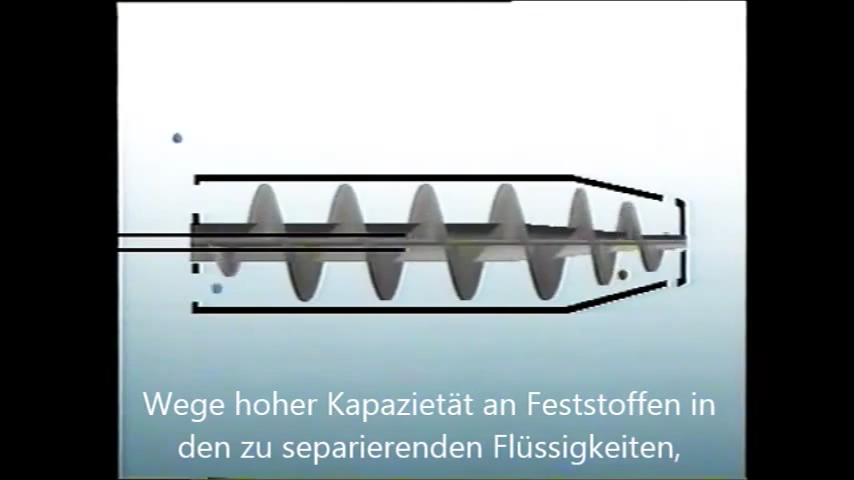 Wege hoher Kapazietät an Feststoffen in
den zu separierenden Flüssigkeiten,